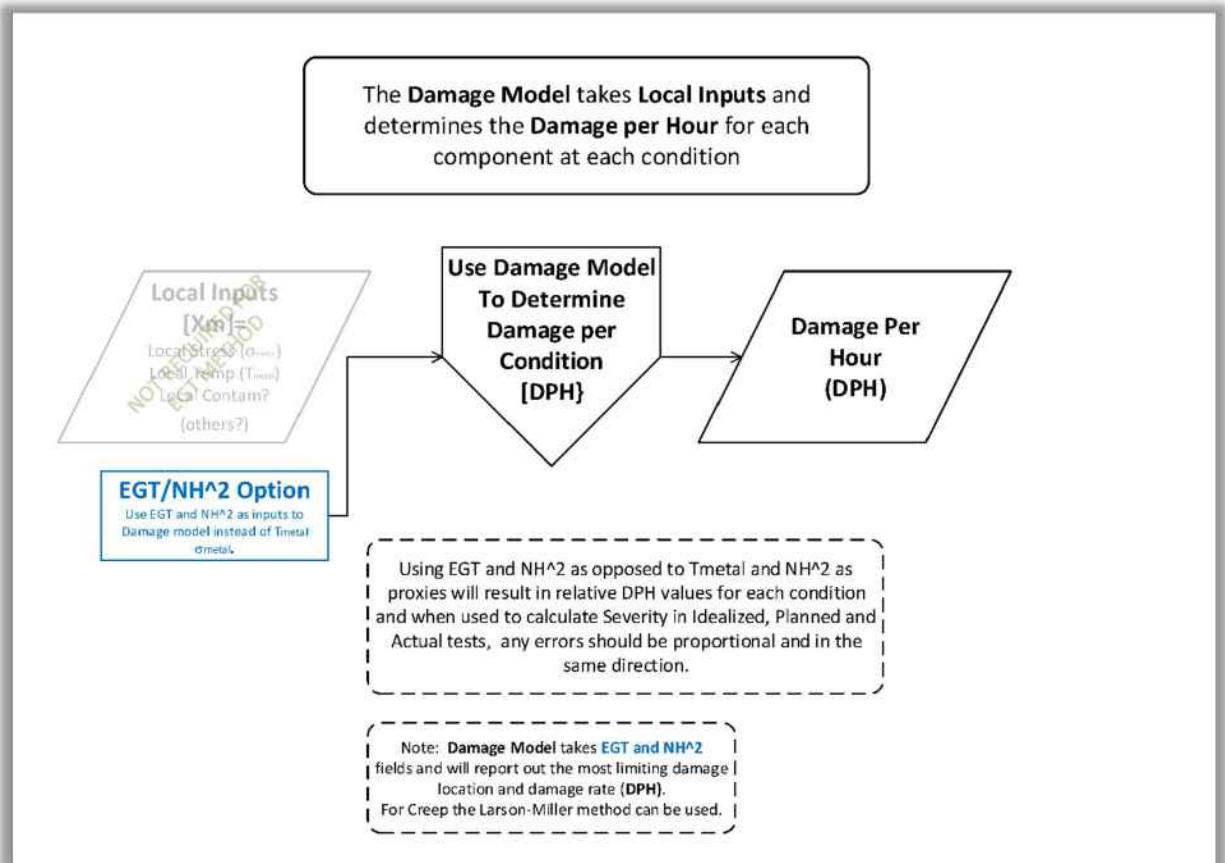 The Damage Model takes Local Inputs and
determines the Damage per Hour for each
component at each condition
Local Inputs
[Xm]=
Local Stress (σmetal)
Local Temp (Tmetal)
Local Contam?
(others?)
NOT REQUIRED FOR
EGT METHOD
Use Damage Model
To Determine
Damage per
Condition
[DPH}
Damage Per
Hour
(DPH)
EGT/NH^2 Option
Use EGT and NH^2 as inputs to
Damage model instead of Tmetal
σmetal.
Using EGT and NH^2 as opposed to Tmetal and NH^2 as
proxies will result in relative DPH values for each condition
and when used to calculate Severity in Idealized, Planned and
Actual tests, any errors should be proportional and in the
same direction.
Note: Damage Model takes EGT and NH^2
fields and will report out the most limiting damage
location and damage rate (DPH).
For Creep the Larson-Miller method can be used.